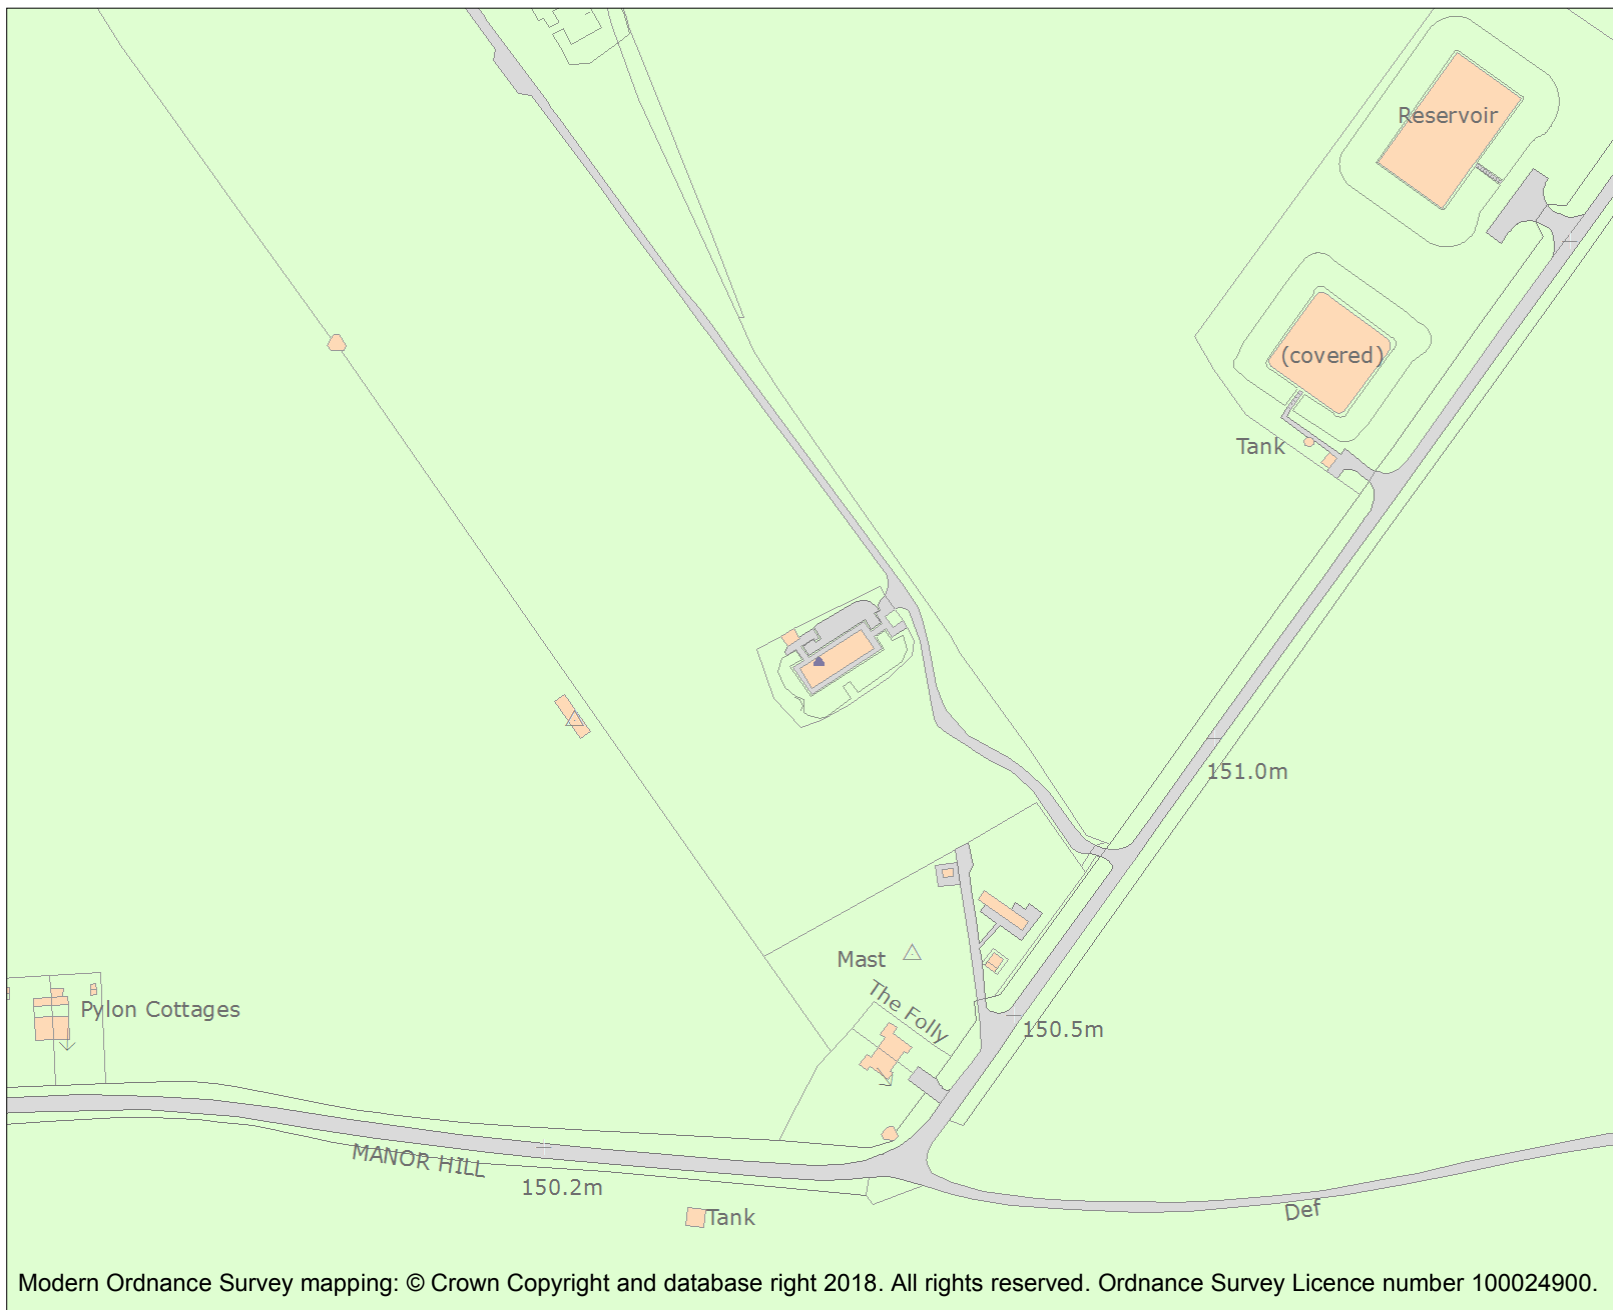 Reservoir
(covered)
Tank
151.0m
Mast
The Folly
Pylon Cottages
150.5m
MANOR HILL
150.2m
Def
Tank
Modern Ordnance Survey mapping: © Crown Copyright and database right 2018. All rights reserved. Ordnance Survey Licence number 100024900.